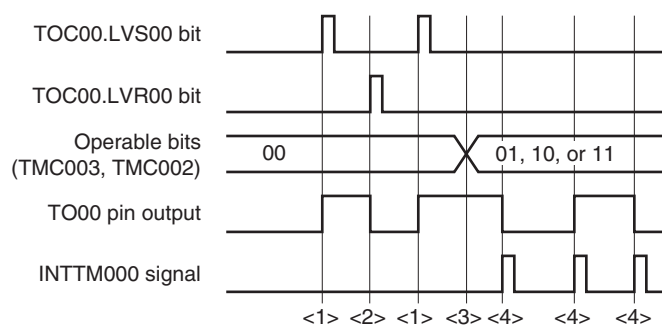 TOC00.LVS00 bit
TOC00.LVR00 bit
Operable bits
(TMC003, TMC002)
00
01, 10, or 11
TO00 pin output
INTTM000 signal
<1> <2> <1> <3> <4> <4> <4>